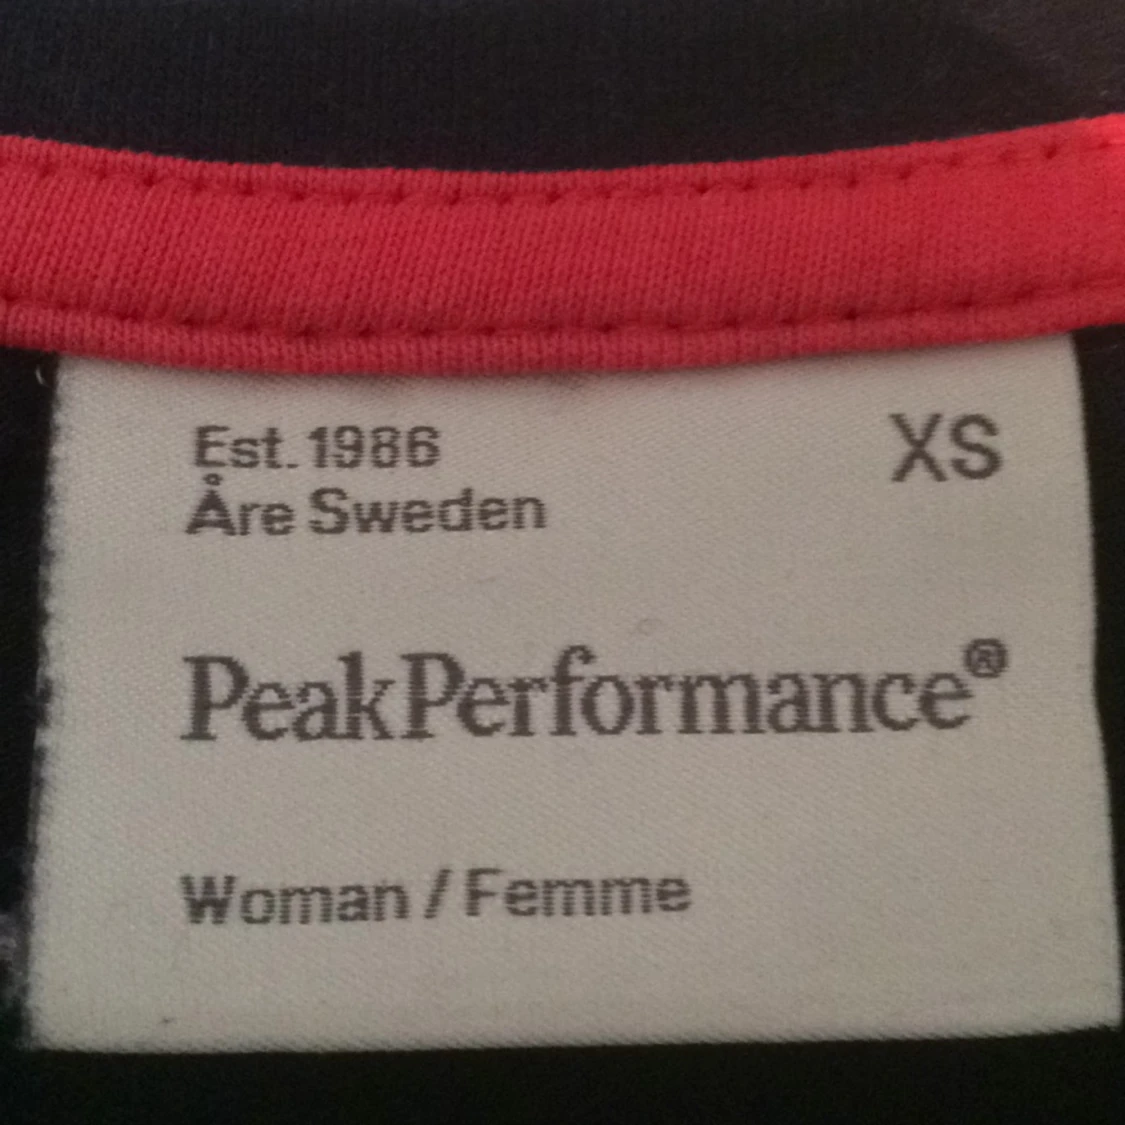 Est. 1986
XS
Åre Sweden
PeakPerformance®
Woman / Femme